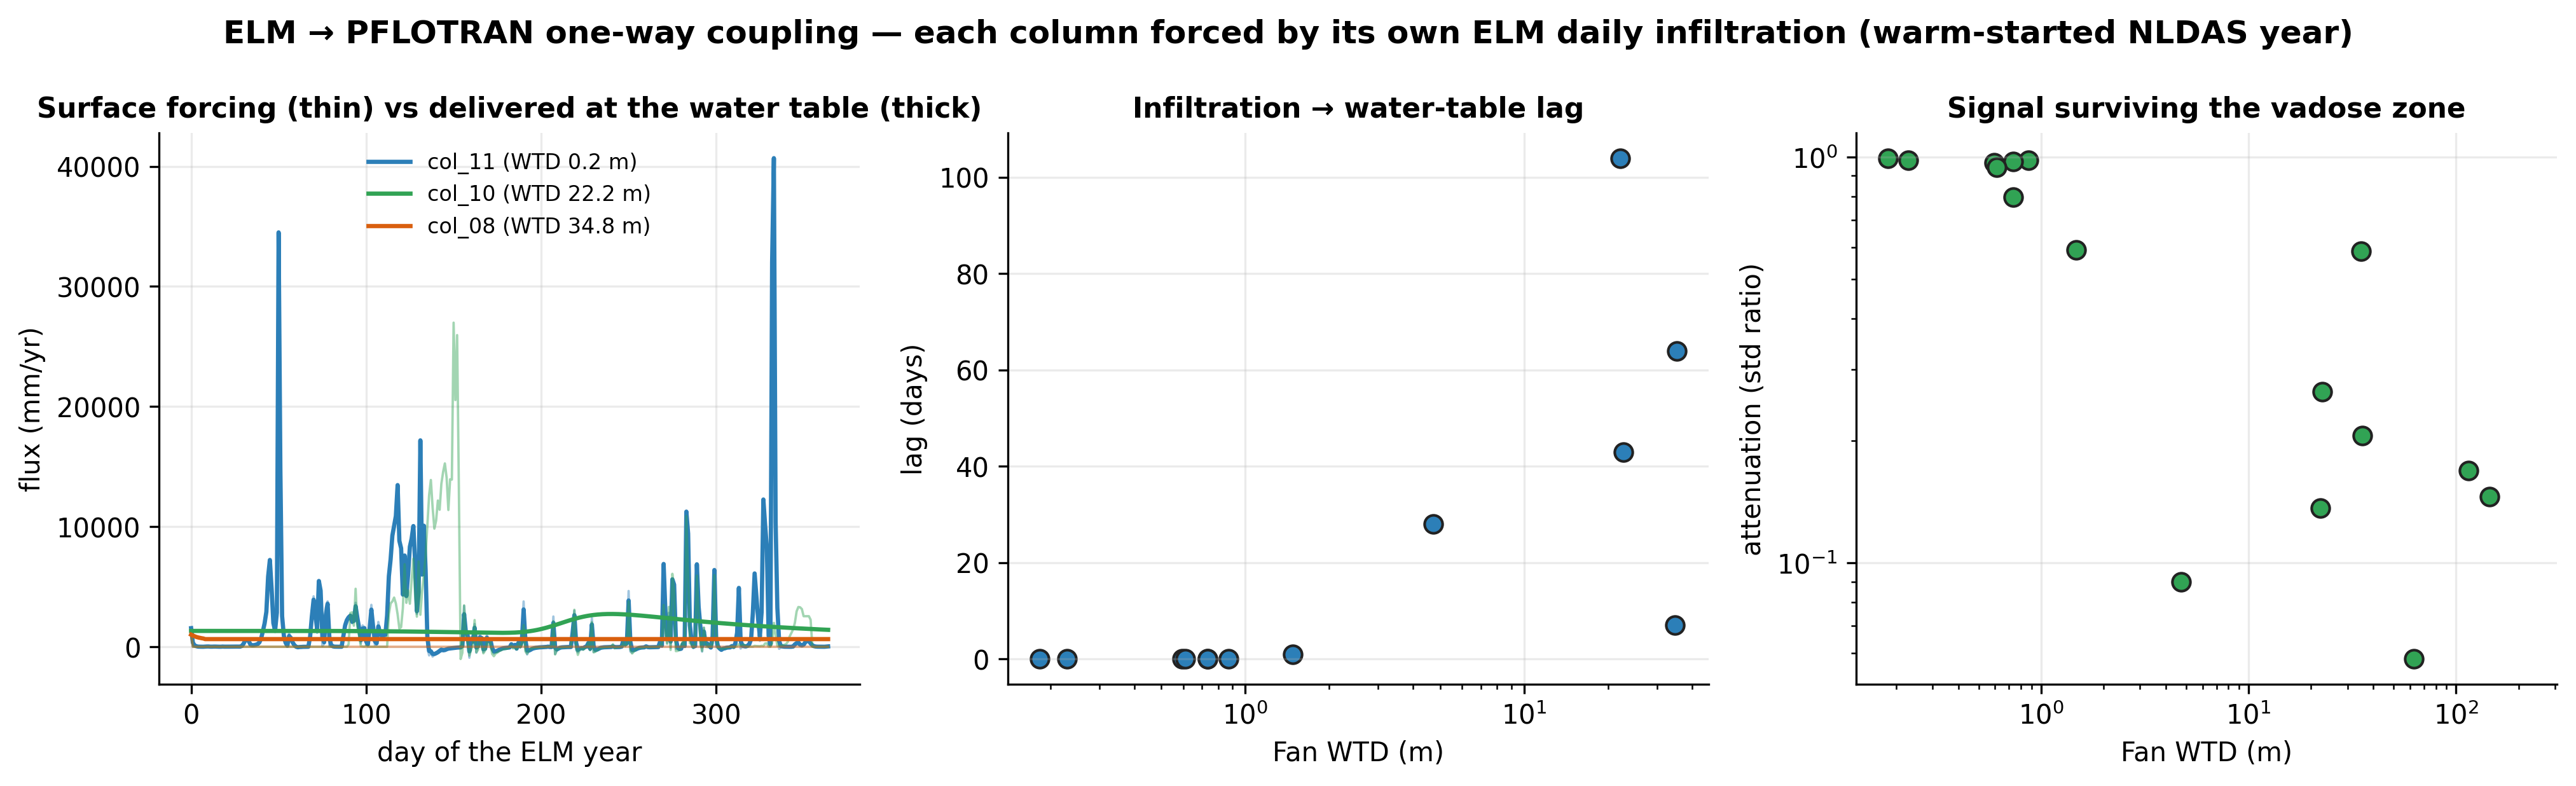 ELM → PFLOTRAN one-way coupling — each column forced by its own ELM daily infiltration (warm-started NLDAS year)
Surface forcing (thin) vs delivered at the water table (thick)
flux (mm/yr)
40000
30000
20000
10000
0
col_11 (WTD 0.2 m)
col_10 (WTD 22.2 m)
col_08 (WTD 34.8 m)
0 100 200 300
day of the ELM year
Infiltration → water-table lag
lag (days)
100
80
60
40
20
0
10⁰ 10¹
Fan WTD (m)
Signal surviving the vadose zone
attenuation (std ratio)
10⁰
10⁻¹
10⁰ 10¹ 10²
Fan WTD (m)